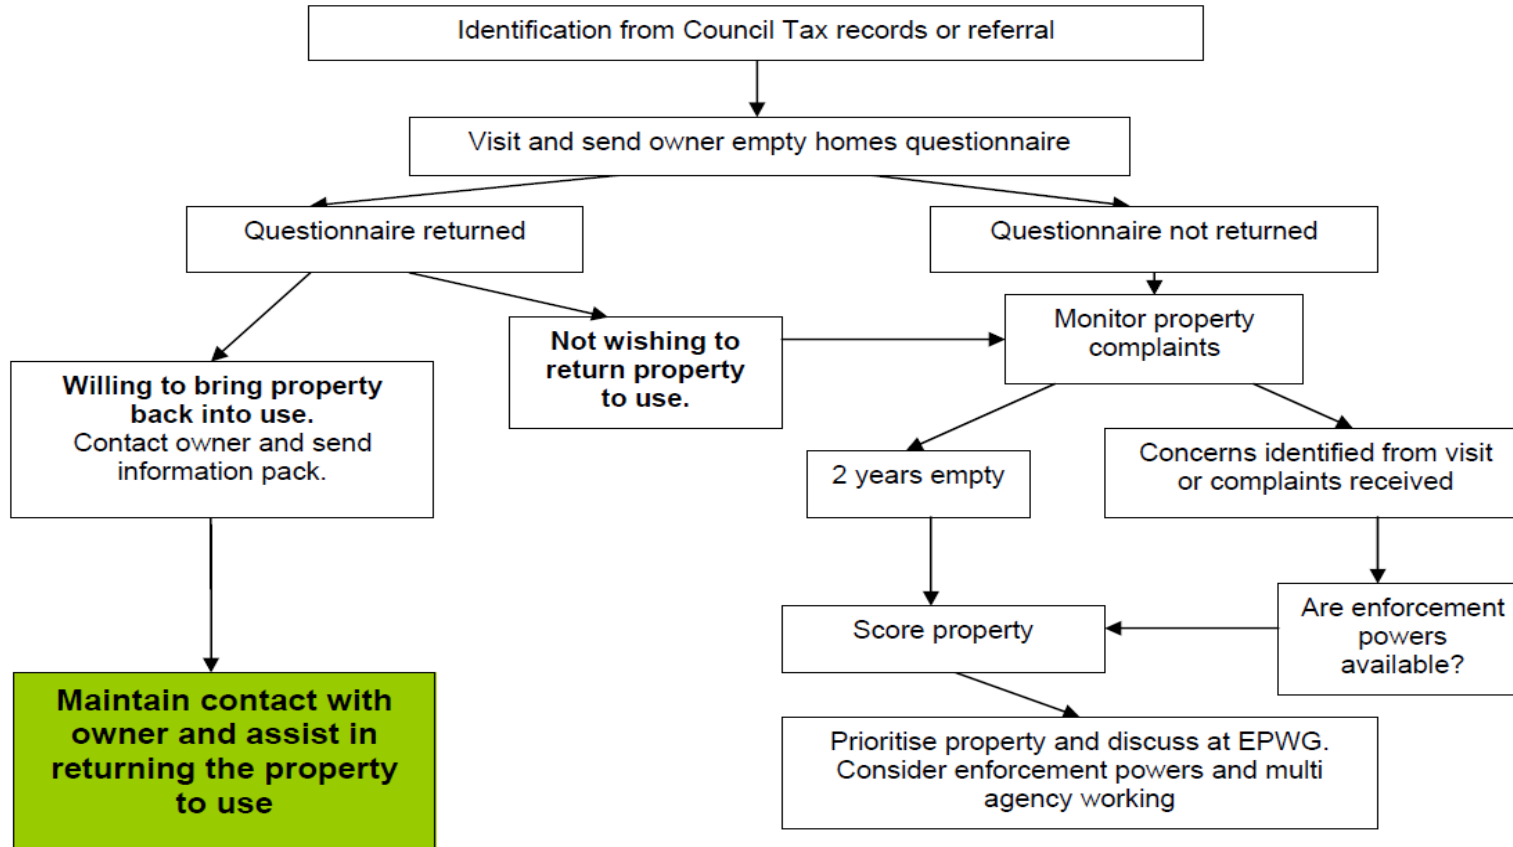 Identification from Council Tax records or referral
Visit and send owner empty homes questionnaire
Questionnaire returned
Questionnaire not returned
Not wishing to
return property
to use.
Monitor property
complaints
Willing to bring property
back into use.
Contact owner and send
information pack.
2 years empty
Concerns identified from visit
or complaints received
Score property
Are enforcement
powers
available?
Maintain contact with
owner and assist in
returning the property
to use
Prioritise property and discuss at EPWG.
Consider enforcement powers and multi
agency working